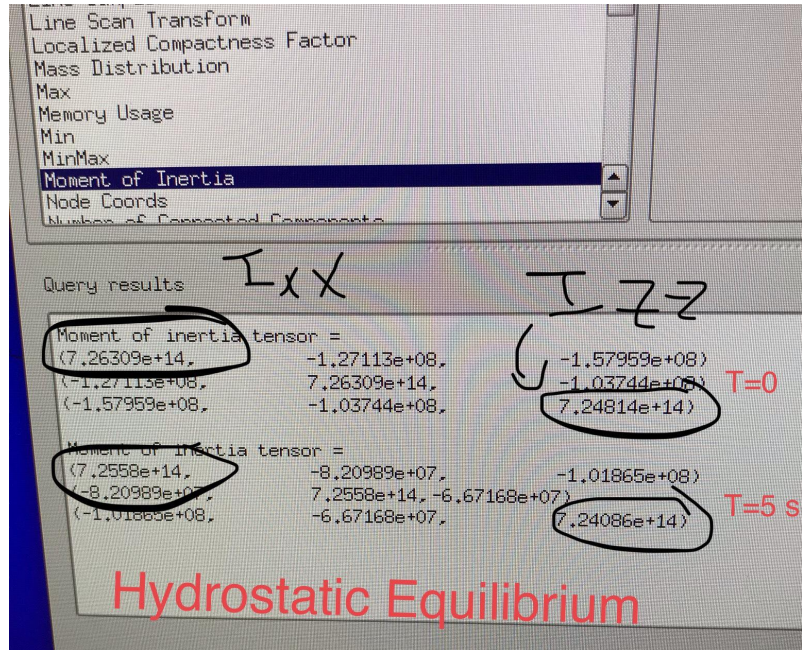 Line Scan Transform
Localized Compactness Factor
Mass Distribution
Max
Memory Usage
Min
MinMax
Moment of Inertia
Node Coords
Number of Connected Components
Ixx Izz
Query results
Moment of inertia tensor =
(7.26309e+14, -1.27113e+08, -1.57959e+08)
(-1.27113e+08, 7.26309e+14, -1.03744e+08)
T=0
(-1.57959e+08, -1.03744e+08, 7.24814e+14)
Moment of inertia tensor =
(7.2558e+14, -8.20989e+07, -1.01865e+08)
(-8.20989e+07, 7.2558e+14, -6.67168e+07)
T=5 s
(-1.01865e+08, -6.67168e+07, 7.24086e+14)
Hydrostatic Equilibrium